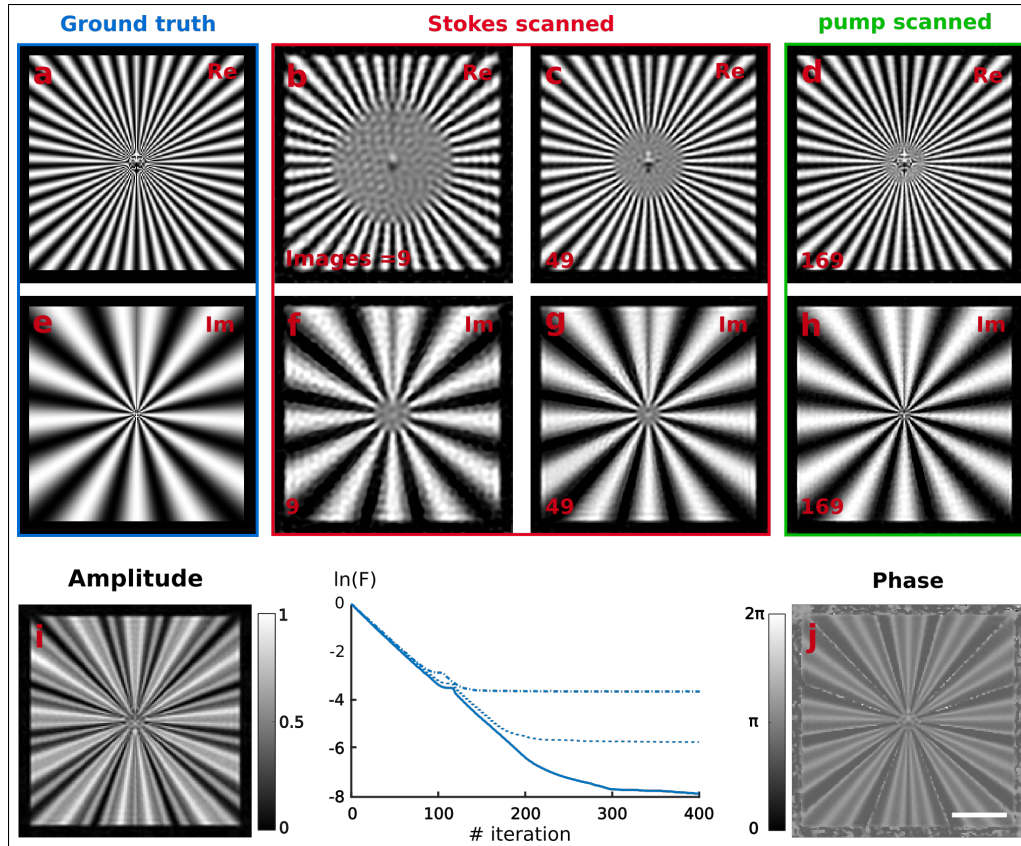 Ground truth
Stokes scanned
pump scanned
a
Re
b
Re
c
Re
d
Re
Images =9
49
169
e
Im
f
Im
g
Im
h
Im
9
49
169
Amplitude
ln(F)
Phase
i
1
0.5
0
0
-2
-4
-6
-8
0
100
200
300
400
# iteration
2π
π
0
j